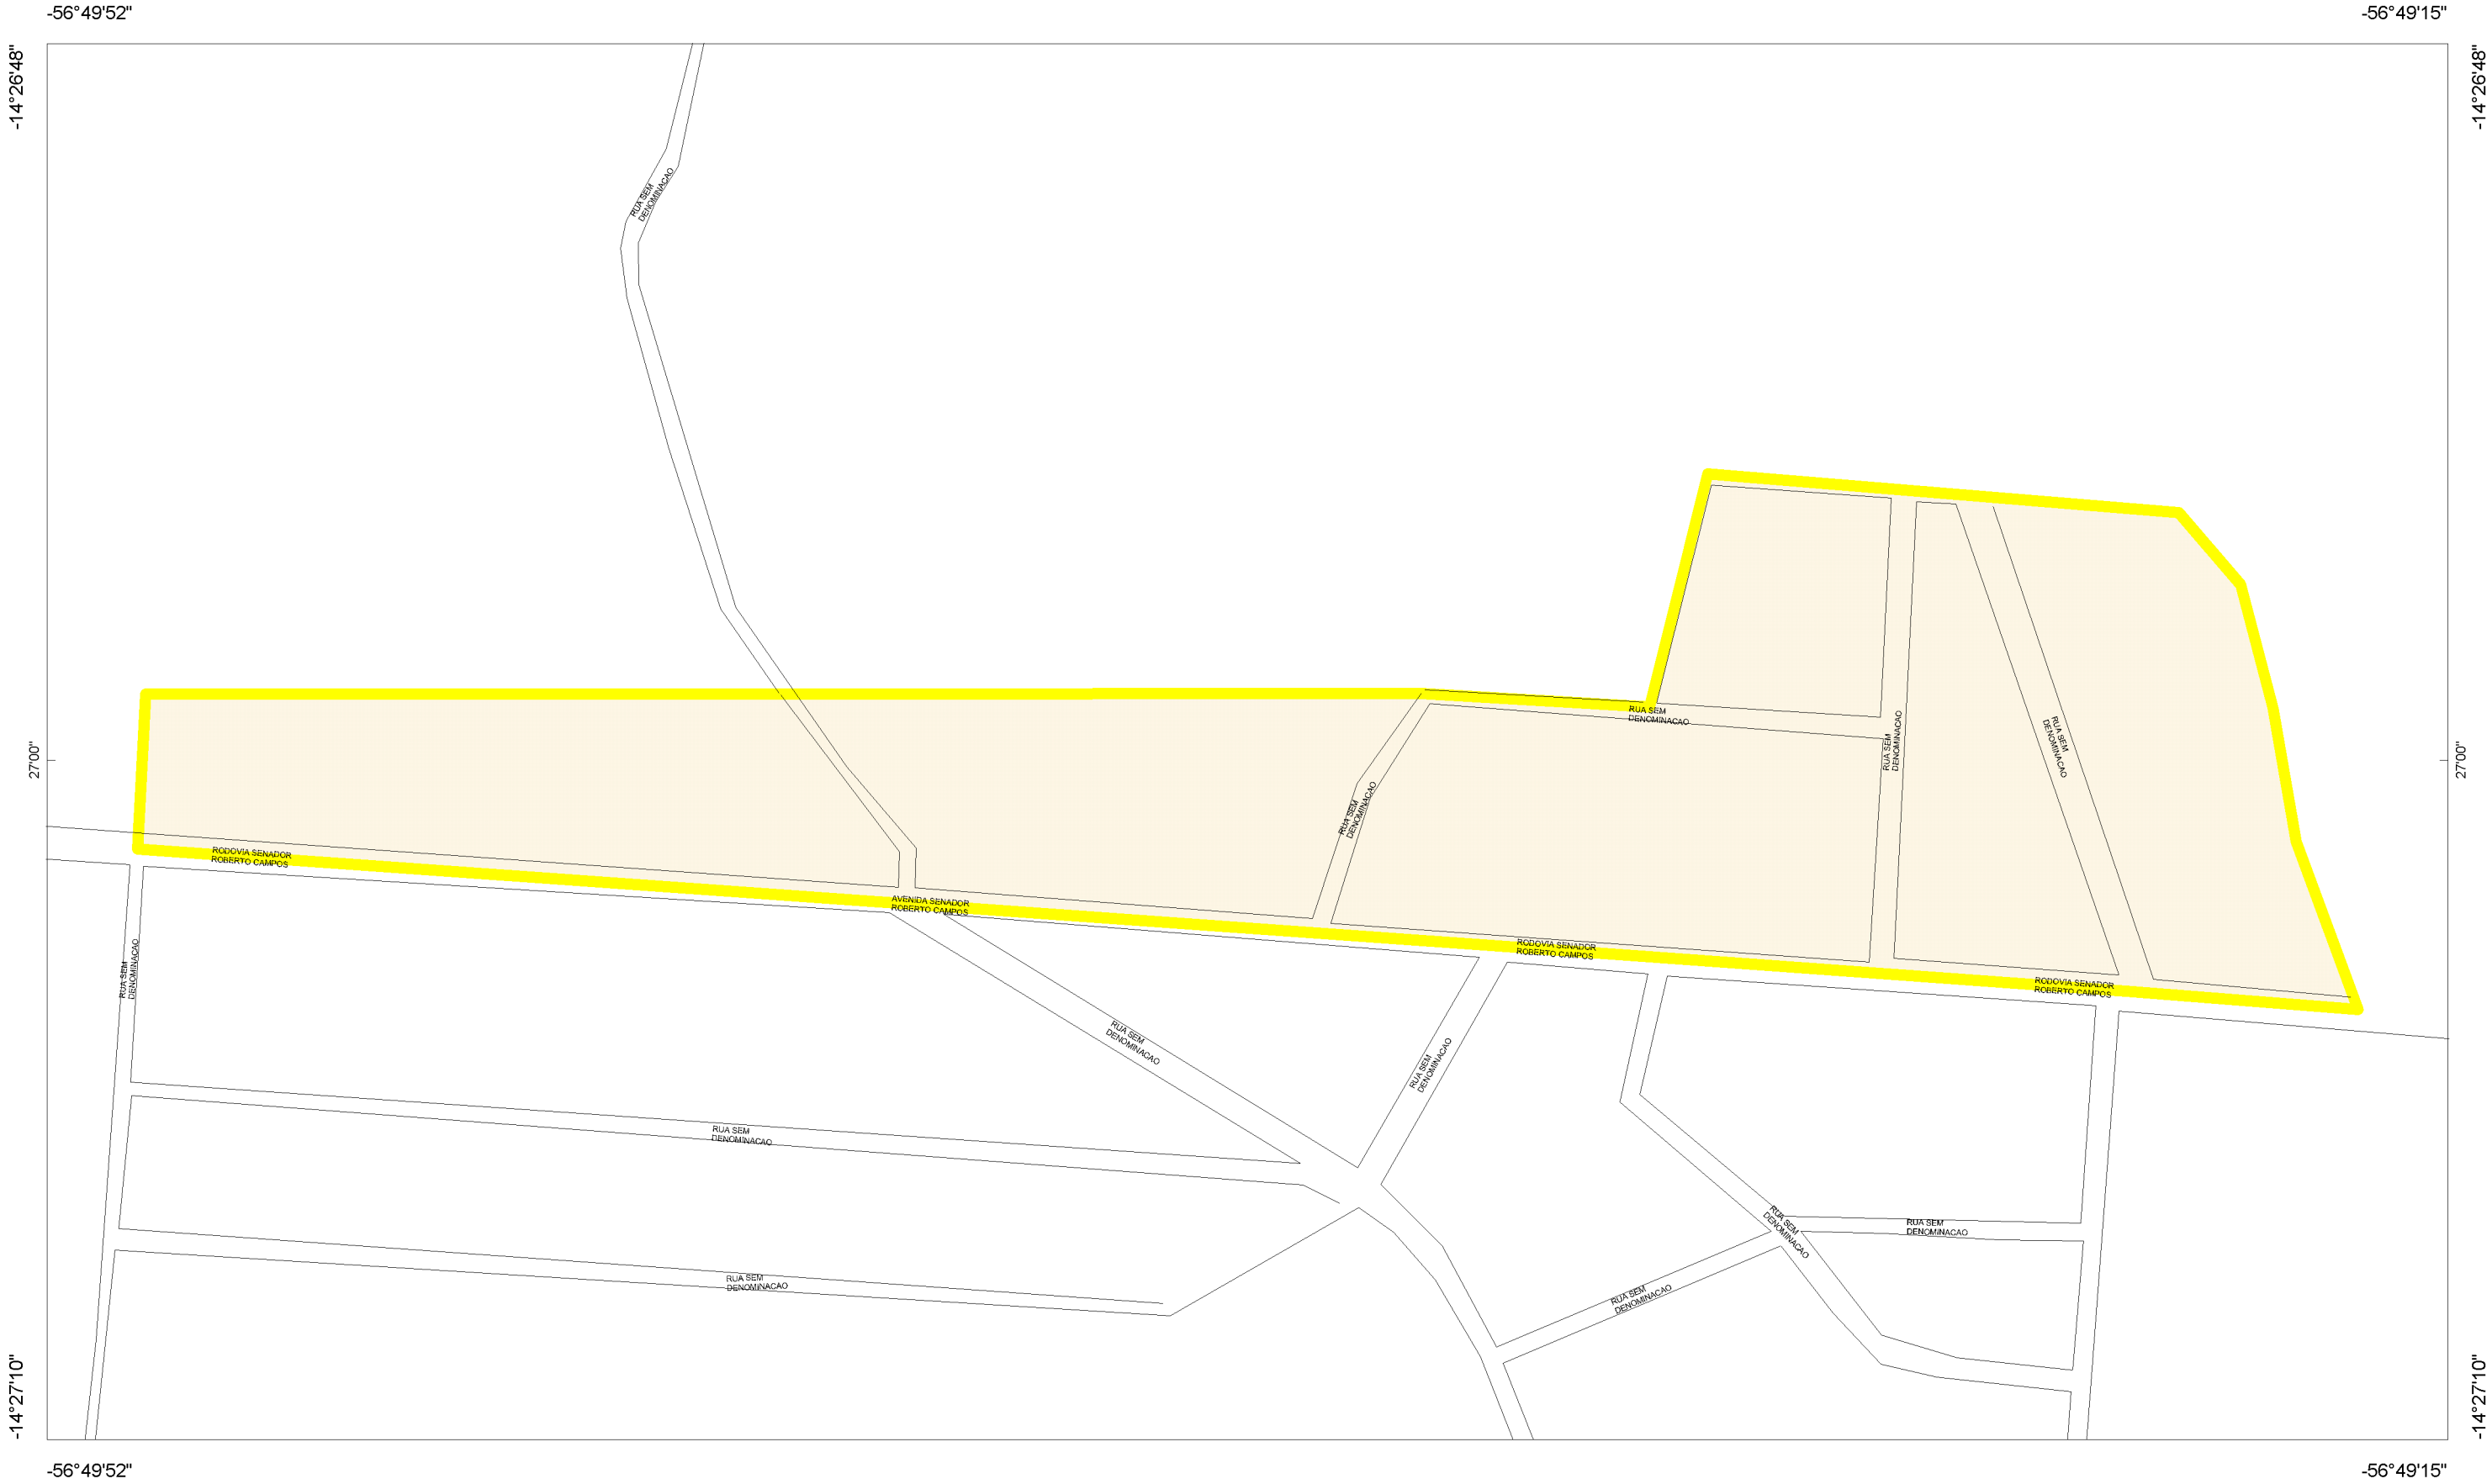 -56°49'52"
-56°49'15"
-14°26'48"
-14°26'48"
RUA SEM
DENOMINACAO
RUA SEM
DENOMINACAO
RUA SEM
DENOMINACAO
RUA SEM
DENOMINACAO
27'00"
27'00"
RUA SEM
DENOMINACAO
RODOVIA SENADOR
ROBERTO CAMPOS
AVENIDA SENADOR
ROBERTO CAMPOS
RODOVIA SENADOR
ROBERTO CAMPOS
RODOVIA SENADOR
ROBERTO CAMPOS
RUA SEM
DENOMINACAO
RUA SEM
DENOMINACAO
RUA SEM
DENOMINACAO
RUA SEM
DENOMINACAO
RUA SEM
DENOMINACAO
RUA SEM
DENOMINACAO
RUA SEM
DENOMINACAO
RUA SEM
DENOMINACAO
-14°27'10"
-14°27'10"
-56°49'52"
-56°49'15"